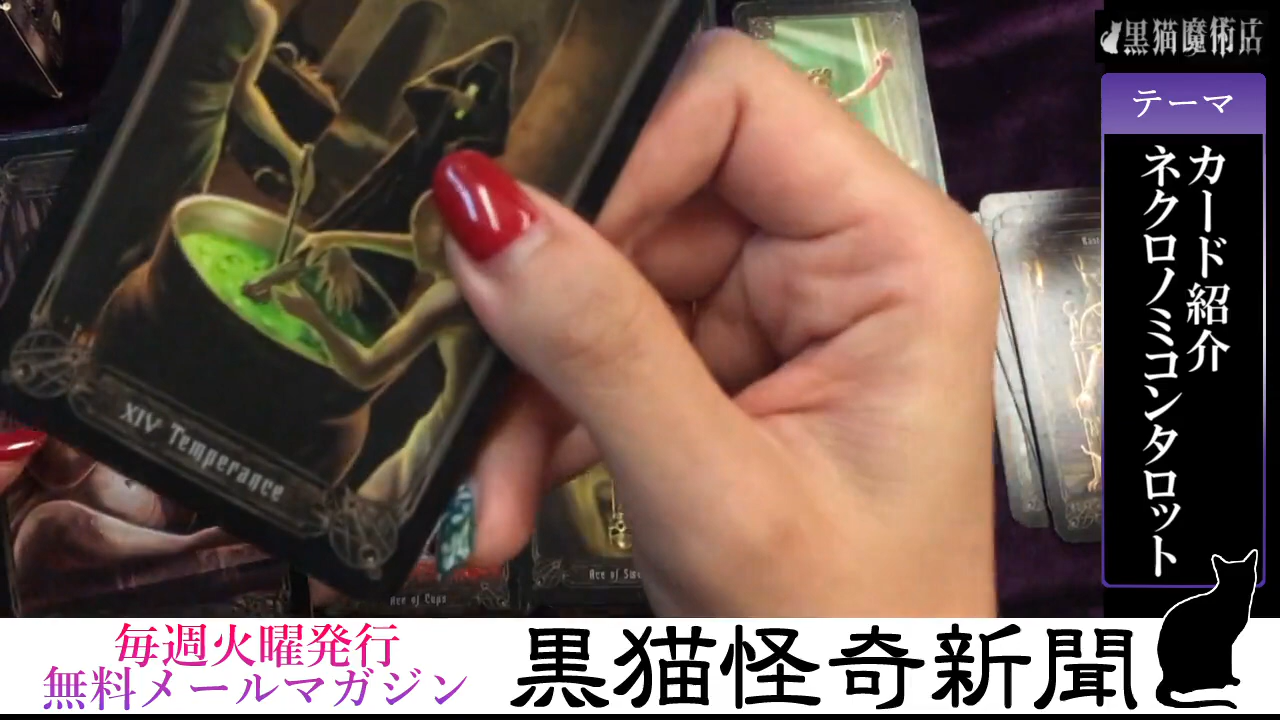 黒猫魔術店
テーマ
カード紹介
ネクロノミコンタロット
XIV Temperance
Ace of Cups
Ace of
毎週火曜発行
無料メールマガジン
黒猫怪奇新聞